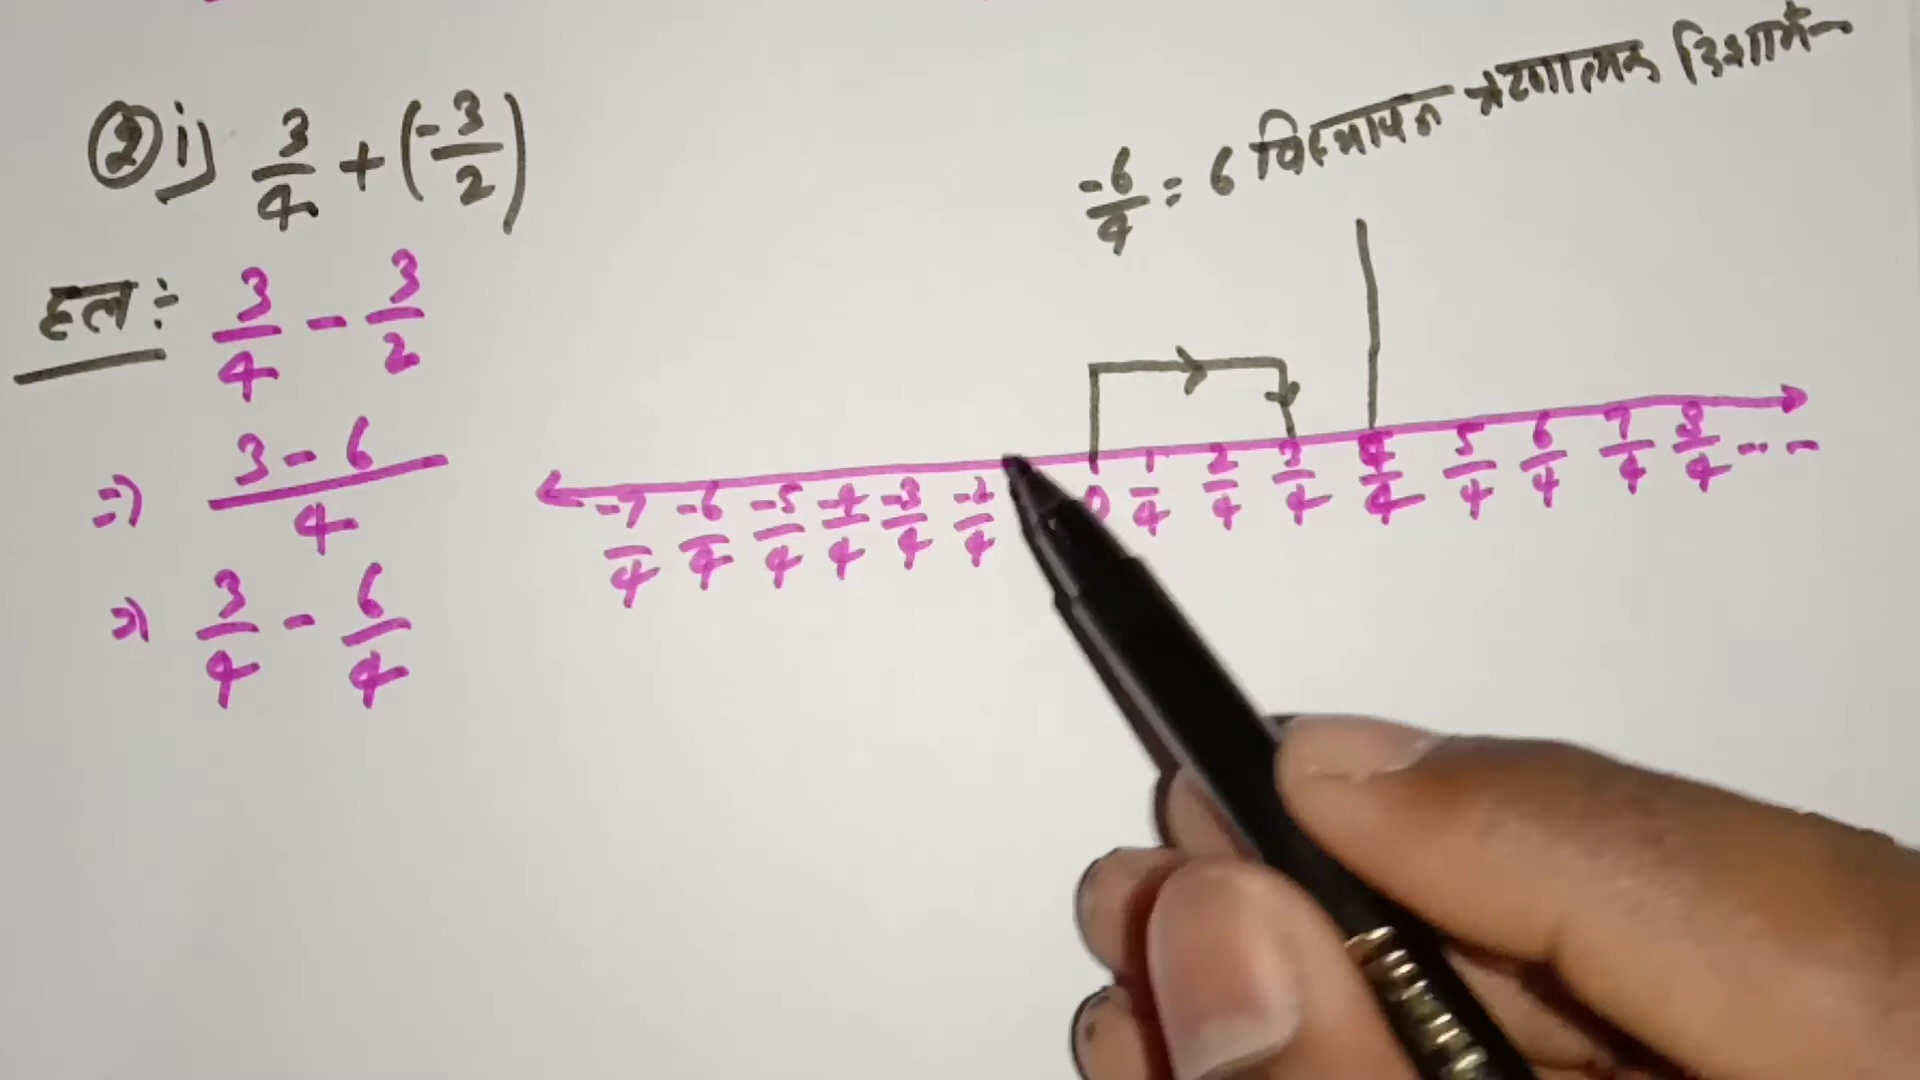 ② i) 3/4 + (-3/2)
हल ÷ 3/4 - 3/2
=) 3 - 6 / 4
=) 3/4 - 6/4
-6/4 = 6 विस्थापन ऋणात्मक दिशा में -
-7/4 -6/4 -5/4 -4/4 -3/4 -2/4 0 1/4 2/4 3/4 4/4 5/4 6/4 7/4 8/4 ... -